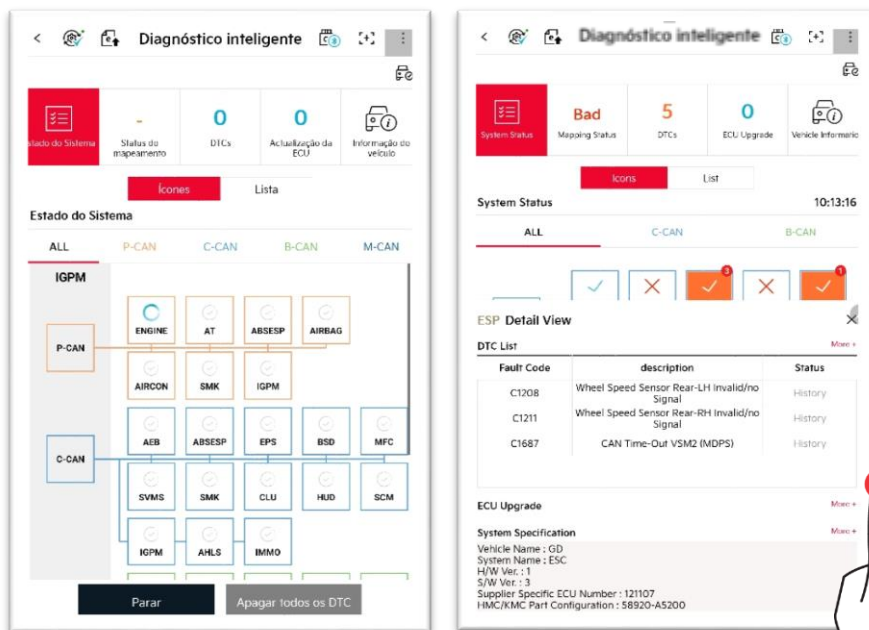 Diagnóstico inteligente
Estado do Sistema
-
Status do
mapeamento
0
DTCs
0
Actualização da
ECU
Informação do
veículo
Ícones
Lista
Estado do Sistema
ALL
P-CAN
C-CAN
B-CAN
M-CAN
IGPM
P-CAN
ENGINE
AT
ABSESP
AIRBAG
AIRCON
SMK
IGPM
C-CAN
AEB
ABSESP
EPS
BSD
MFC
SVMS
SMK
CLU
HUD
SCM
IGPM
AHLS
IMMO
Parar
Apagar todos os DTC
Diagnóstico inteligente
System Status
Bad
Mapping Status
5
DTCs
0
ECU Upgrade
Vehicle Informario
Icons
List
System Status
10:13:16
ALL
C-CAN
B-CAN
3
1
ESP Detail View
DTC List
More +
Fault Code
description
Status
C1208
Wheel Speed Sensor Rear-LH Invalid/no
Signal
History
C1211
Wheel Speed Sensor Rear-RH Invalid/no
Signal
History
C1687
CAN Time-Out VSM2 (MDPS)
History
ECU Upgrade
More +
System Specification
More +
Vehicle Name : GD
System Name : ESC
H/W Ver. : 1
S/W Ver. : 3
Supplier Specific ECU Number : 121107
HMC/KMC Part Configuration : 58920-A5200